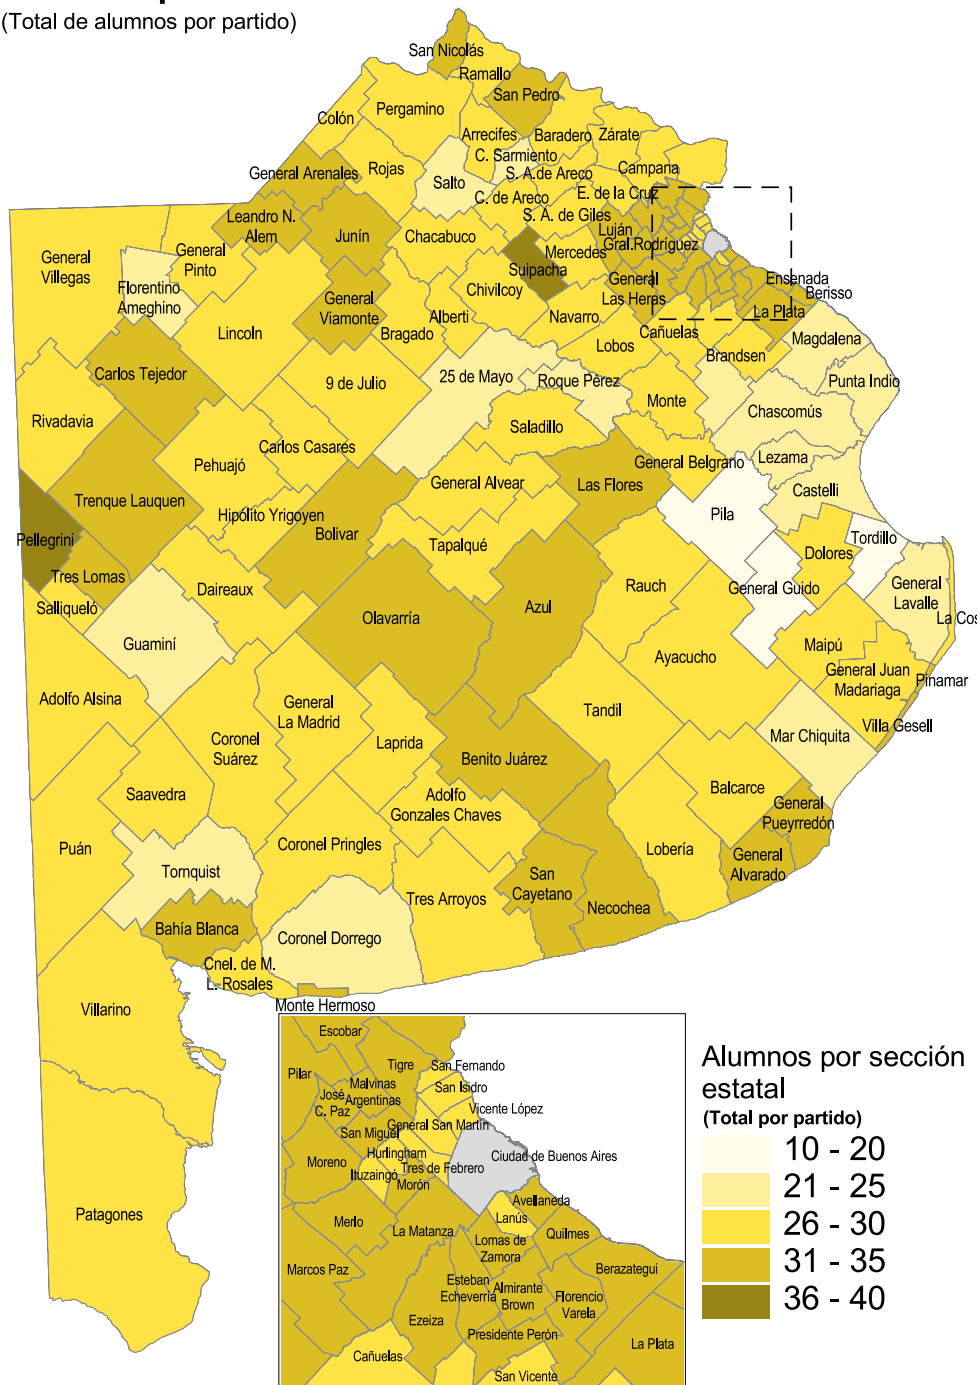 (Total de alumnos por partido)
San Nicolás
Ramallo
San Pedro
Pergamino
Colón
Arrecifes
Baradero
Zárate
C. Sarmiento
Campana
General Arenales
Rojas
S. A.de Areco
Salto
E. de la Cruz
C. de Areco
Leandro N.
Alem
S. A. de Giles
Luján
Junín
Chacabuco
Gral.Rodríguez
General
Villegas
General
Pinto
Mercedes
Suipacha
General
Las Heras
Ensenada
Berisso
Florentino
Ameghino
General
Viamonte
Chivilcoy
La Plata
Alberti
Navarro
Lincoln
Bragado
Cañuelas
Magdalena
Lobos
Brandsen
Carlos Tejedor
9 de Julio
25 de Mayo
Roque Pérez
Punta Indio
Monte
Chascomús
Rivadavia
Saladillo
Carlos Casares
Pehuajó
General Belgrano
Lezama
General Alvear
Las Flores
Castelli
Trenque Lauquen
Hipólito Yrigoyen
Pila
Bolivar
Pellegrini
Tapalqué
Tordillo
Dolores
Tres Lomas
Daireaux
Rauch
General Guido
General
Lavalle
Salliqueló
Azul
Olavarría
La Cos
Guaminí
Maipú
Ayacucho
General Juan
Madariaga
Pinamar
Adolfo Alsina
General
La Madrid
Tandil
Villa Gesell
Mar Chiquita
Coronel
Suárez
Laprida
Benito Juárez
Saavedra
Balcarce
Adolfo
Gonzales Chaves
General
Pueyrredón
Puán
Coronel Pringles
Lobería
General
Alvarado
Tornquist
San
Cayetano
Tres Arroyos
Necochea
Bahía Blanca
Coronel Dorrego
Cnel. de M.
L. Rosales
Villarino
Monte Hermoso
Patagones
Escobar
Tigre
San Fernando
Pilar
Malvinas
Argentinas
San Isidro
José
C. Paz
Vicente López
General San Martín
San Miguel
Hurlingham
Ciudad de Buenos Aires
Moreno
Tres de Febrero
Ituzaingó
Morón
Avellaneda
Merlo
Lanús
La Matanza
Quilmes
Lomas de
Zamora
Marcos Paz
Berazategui
Esteban
Echeverría
Almirante
Brown
Florencio
Varela
Ezeiza
Presidente Perón
La Plata
Cañuelas
San Vicente
Alumnos por sección
estatal
(Total por partido)
10 - 20
21 - 25
26 - 30
31 - 35
36 - 40